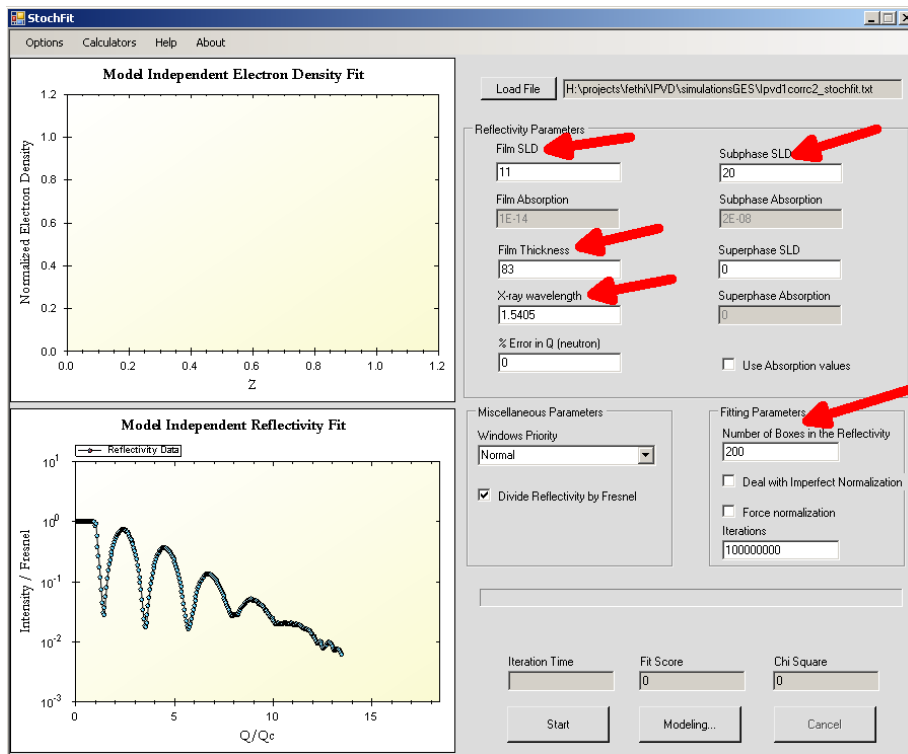 StochFit
Options Calculators Help About
Model Independent Electron Density Fit
Normalized Electron Density
1.2
1.0
0.8
0.6
0.4
0.2
0.0
0.0 0.2 0.4 0.6 0.8 1.0 1.2
Z
Load File H:\projects\fethi\IPVD\simulationsGES\Ipvd1corrc2_stochfit.txt
Reflectivity Parameters
Film SLD
11
Subphase SLD
20
Film Absorption
1E-14
Subphase Absorption
2E-08
Film Thickness
83
Superphase SLD
0
X-ray wavelength
1.5405
Superphase Absorption
0
% Error in Q (neutron)
0
Use Absorption values
Model Independent Reflectivity Fit
Reflectivity Data
Intensity / Fresnel
10^1
10^0
10^-1
10^-2
10^-3
0 5 10 15
Q/Qc
Miscellaneous Parameters
Windows Priority
Normal
Divide Reflectivity by Fresnel
Fitting Parameters
Number of Boxes in the Reflectivity
200
Deal with Imperfect Normalization
Force normalization
Iterations
100000000
Iteration Time Fit Score Chi Square
0 0
Start Modeling... Cancel